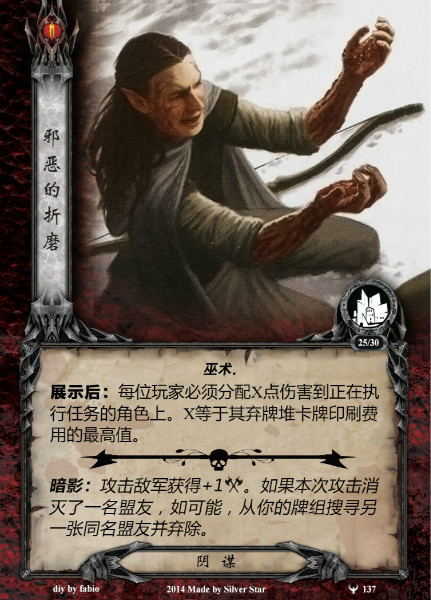 邪恶的折磨
25/30
巫术.
展示后：每位玩家必须分配X点伤害到正在执
行任务的角色上。X等于其弃牌堆卡牌印刷费
用的最高值。
暗影：攻击敌军获得+1。如果本次攻击消
灭了一名盟友，如可能，从你的牌组搜寻另
一张同名盟友并弃除。
阴谋
diy by fabio
2014 Made by Silver Star
137